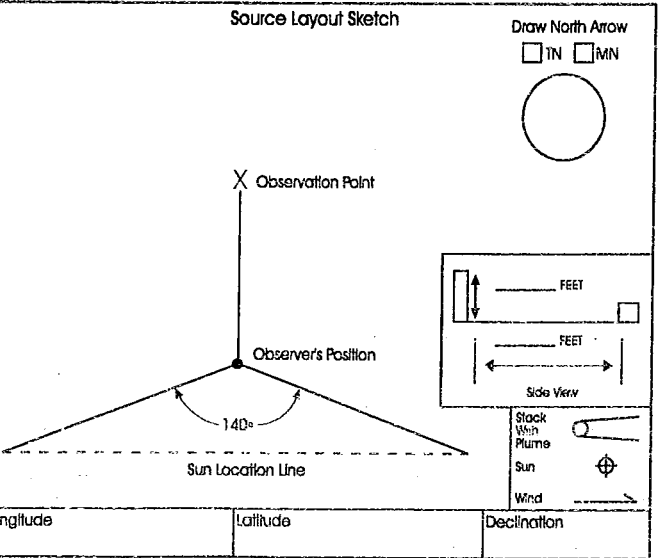 Source Layout Sketch
Draw North Arrow
TN MN
X Observation Point
FEET
Observer's Position
FEET
Side View
140°
Stack
With
Plume
Sun Location Line
Sun
Wind
ngitude
Latitude
Declination